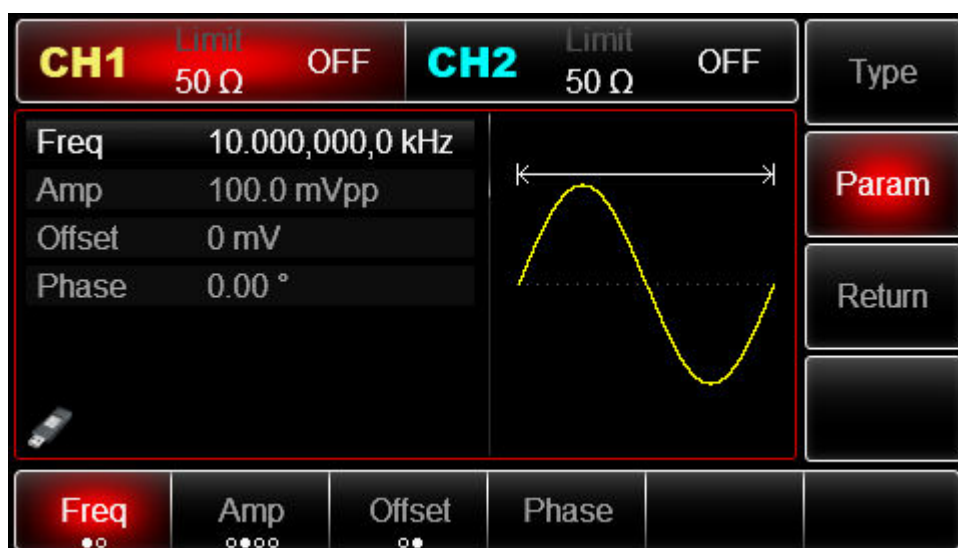 CH1 Limit 50 Ω OFF
CH2 Limit 50 Ω OFF
Type
Freq 10.000,000,0 kHz
Amp 100.0 mVpp
Offset 0 mV
Phase 0.00 °
Param
Return
Freq Amp Offset Phase